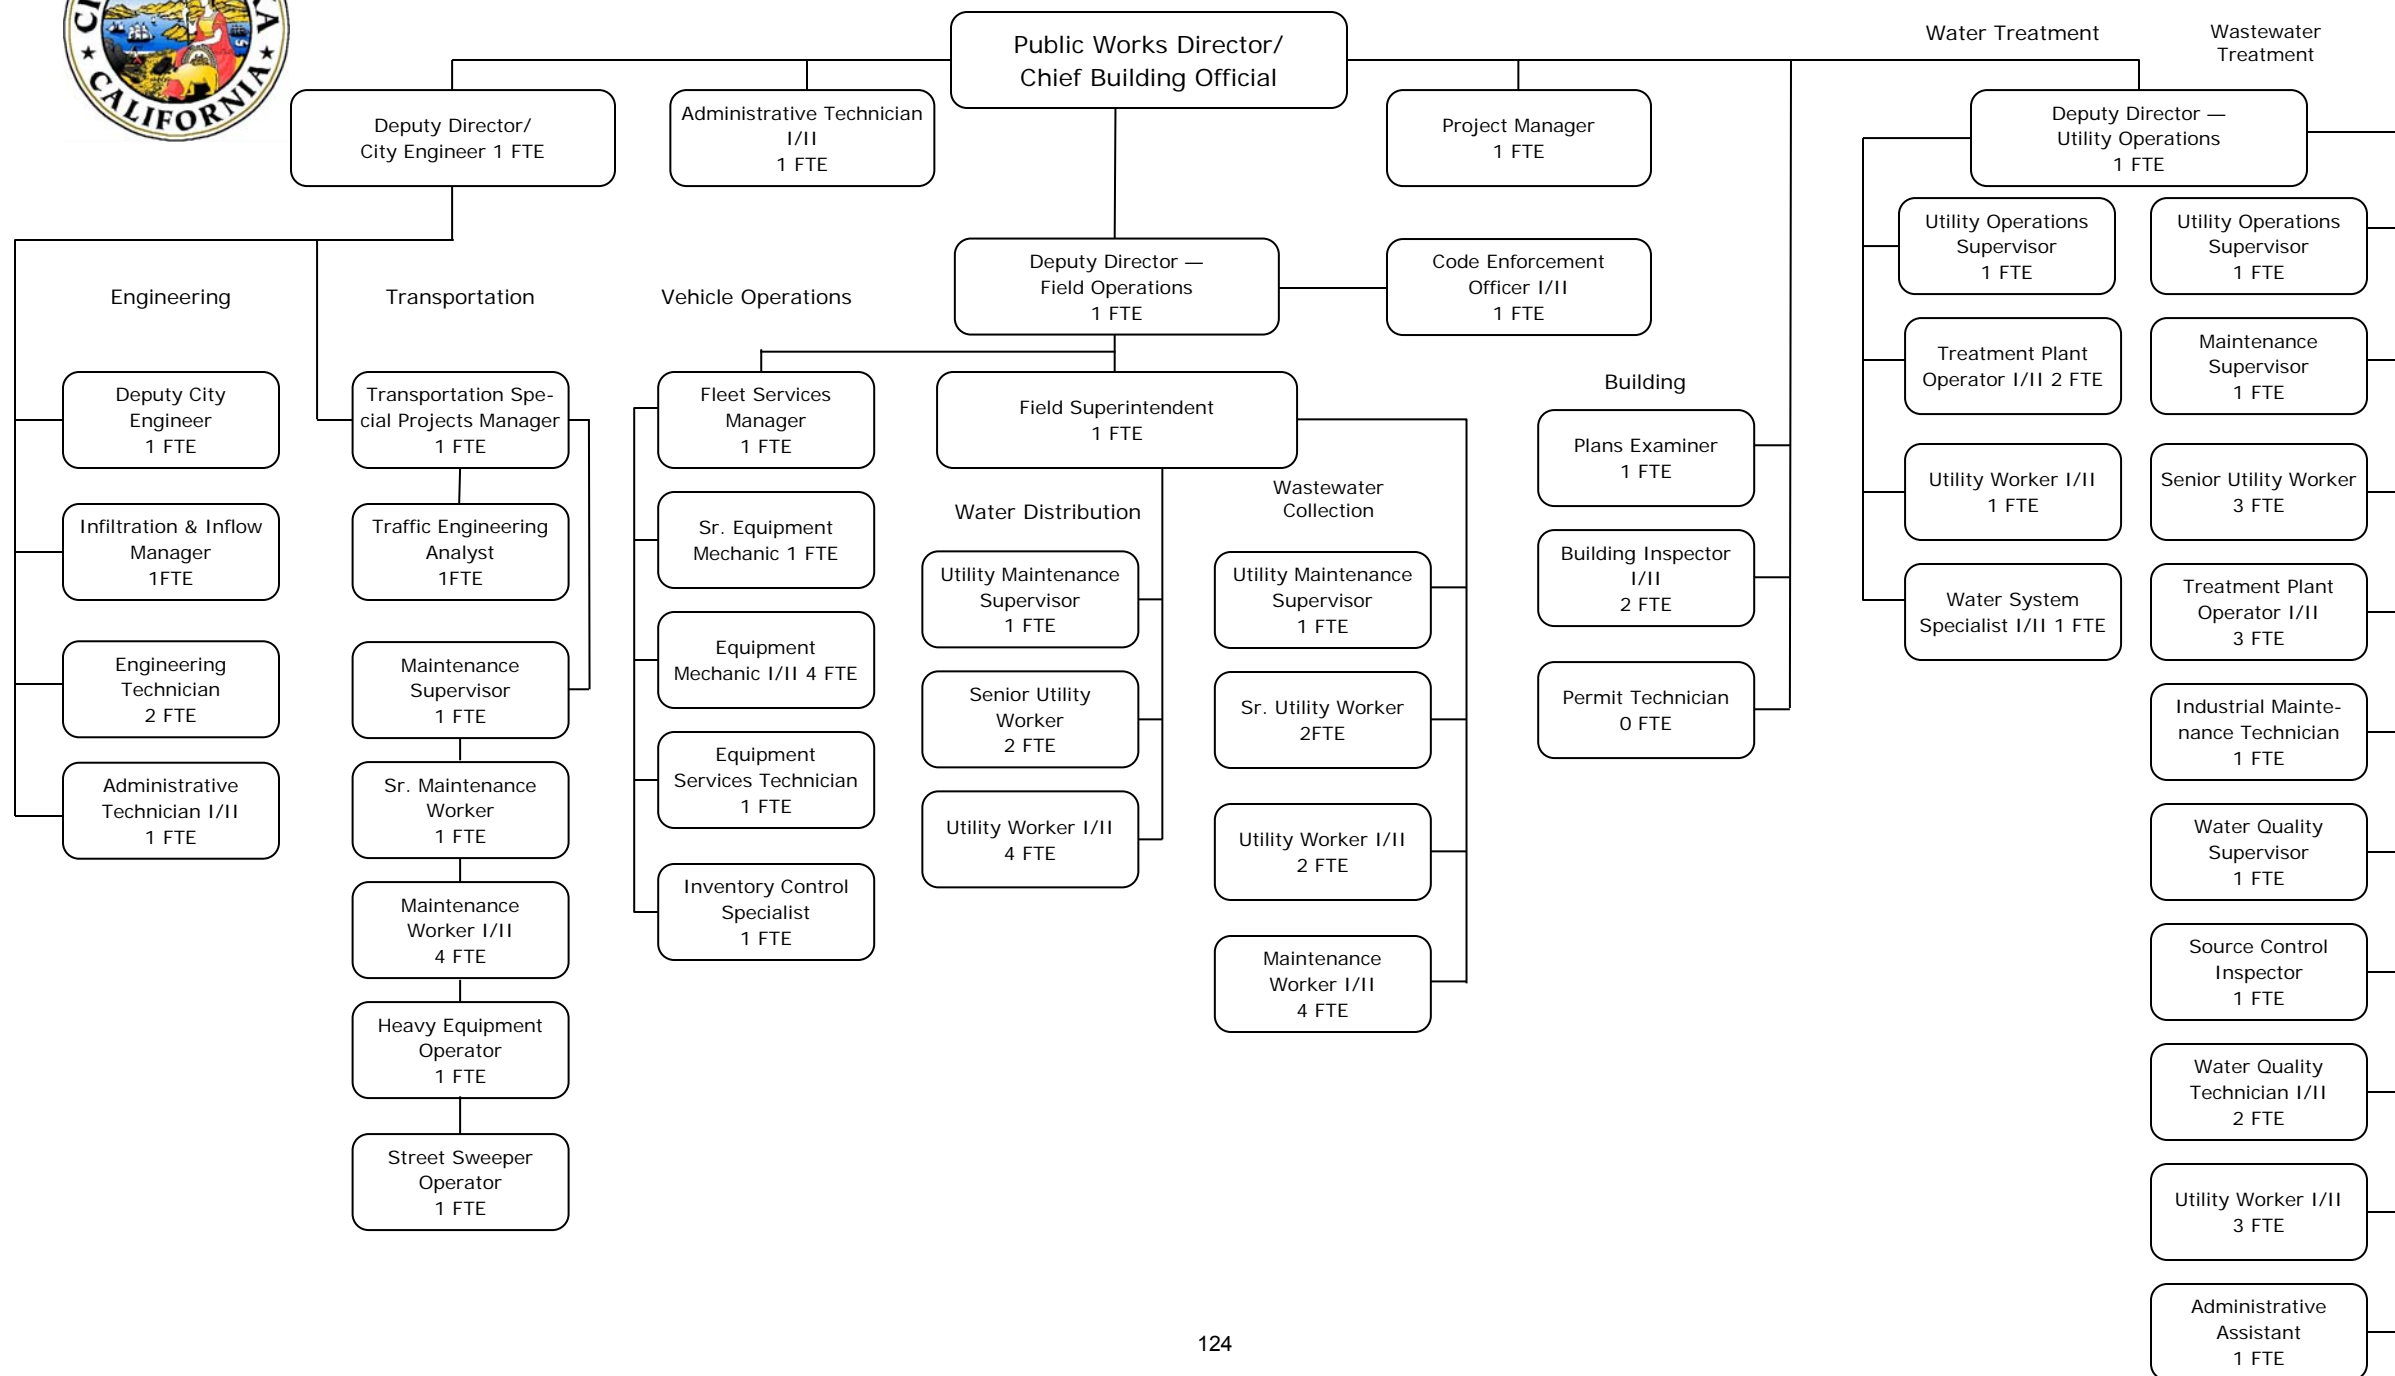 CALIFORNIA
Public Works Director/
Chief Building Official
Water Treatment
Wastewater
Treatment
Deputy Director/
City Engineer 1 FTE
Administrative Technician
I/II
1 FTE
Project Manager
1 FTE
Deputy Director —
Utility Operations
1 FTE
Deputy Director —
Field Operations
1 FTE
Code Enforcement
Officer I/II
1 FTE
Engineering
Deputy City
Engineer
1 FTE
Infiltration & Inflow
Manager
1FTE
Engineering
Technician
2 FTE
Administrative
Technician I/II
1 FTE
Transportation
Transportation Spe-
cial Projects Manager
1 FTE
Traffic Engineering
Analyst
1FTE
Maintenance
Supervisor
1 FTE
Sr. Maintenance
Worker
1 FTE
Maintenance
Worker I/II
4 FTE
Heavy Equipment
Operator
1 FTE
Street Sweeper
Operator
1 FTE
Vehicle Operations
Fleet Services
Manager
1 FTE
Sr. Equipment
Mechanic 1 FTE
Equipment
Mechanic I/II 4 FTE
Equipment
Services Technician
1 FTE
Inventory Control
Specialist
1 FTE
Field Superintendent
1 FTE
Water Distribution
Utility Maintenance
Supervisor
1 FTE
Senior Utility
Worker
2 FTE
Utility Worker I/II
4 FTE
Wastewater
Collection
Utility Maintenance
Supervisor
1 FTE
Sr. Utility Worker
2FTE
Utility Worker I/II
2 FTE
Maintenance
Worker I/II
4 FTE
Building
Plans Examiner
1 FTE
Building Inspector
I/II
2 FTE
Permit Technician
0 FTE
Utility Operations
Supervisor
1 FTE
Treatment Plant
Operator I/II 2 FTE
Utility Worker I/II
1 FTE
Water System
Specialist I/II 1 FTE
Utility Operations
Supervisor
1 FTE
Maintenance
Supervisor
1 FTE
Senior Utility Worker
3 FTE
Treatment Plant
Operator I/II
3 FTE
Industrial Mainte-
nance Technician
1 FTE
Water Quality
Supervisor
1 FTE
Source Control
Inspector
1 FTE
Water Quality
Technician I/II
2 FTE
Utility Worker I/II
3 FTE
Administrative
Assistant
1 FTE
124